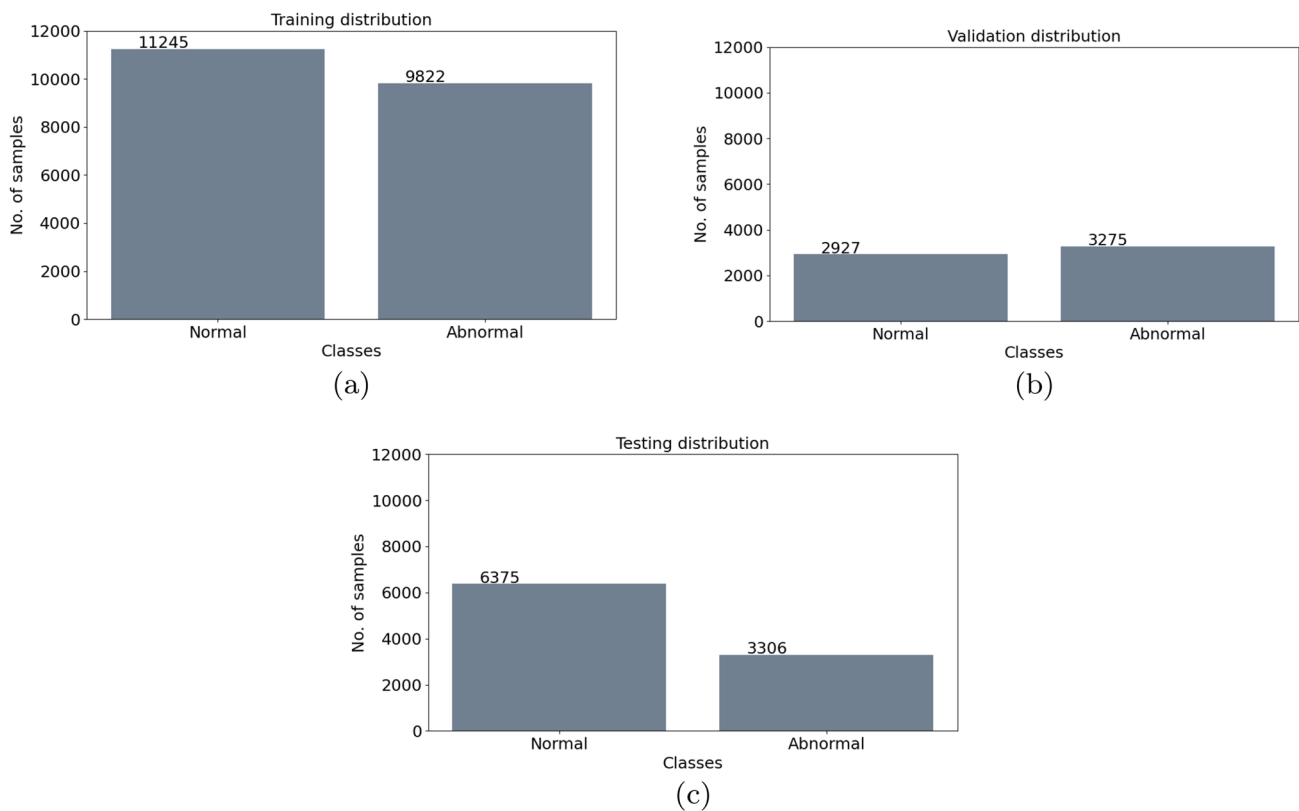 Training distribution
12000
11245
10000
9822
8000
6000
4000
2000
0
No. of samples
Normal
Abnormal
Classes
(a)
Validation distribution
12000
10000
8000
6000
4000
2000
0
No. of samples
2927
3275
Normal
Abnormal
Classes
(b)
Testing distribution
12000
10000
8000
6000
4000
2000
0
No. of samples
6375
3306
Normal
Abnormal
Classes
(c)